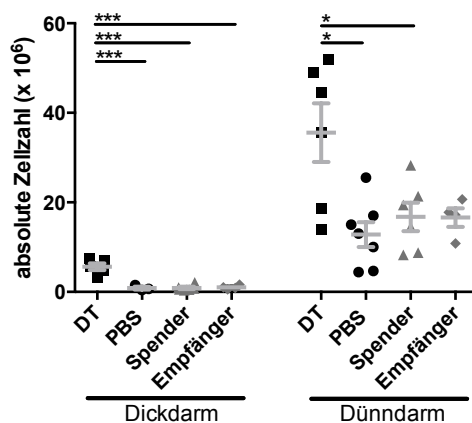 absolute Zellzahl (x 10⁶)
60
40
20
0
***
***
***
*
*
DT
PBS
Spender
Empfänger
DT
PBS
Spender
Empfänger
Dickdarm
Dünndarm